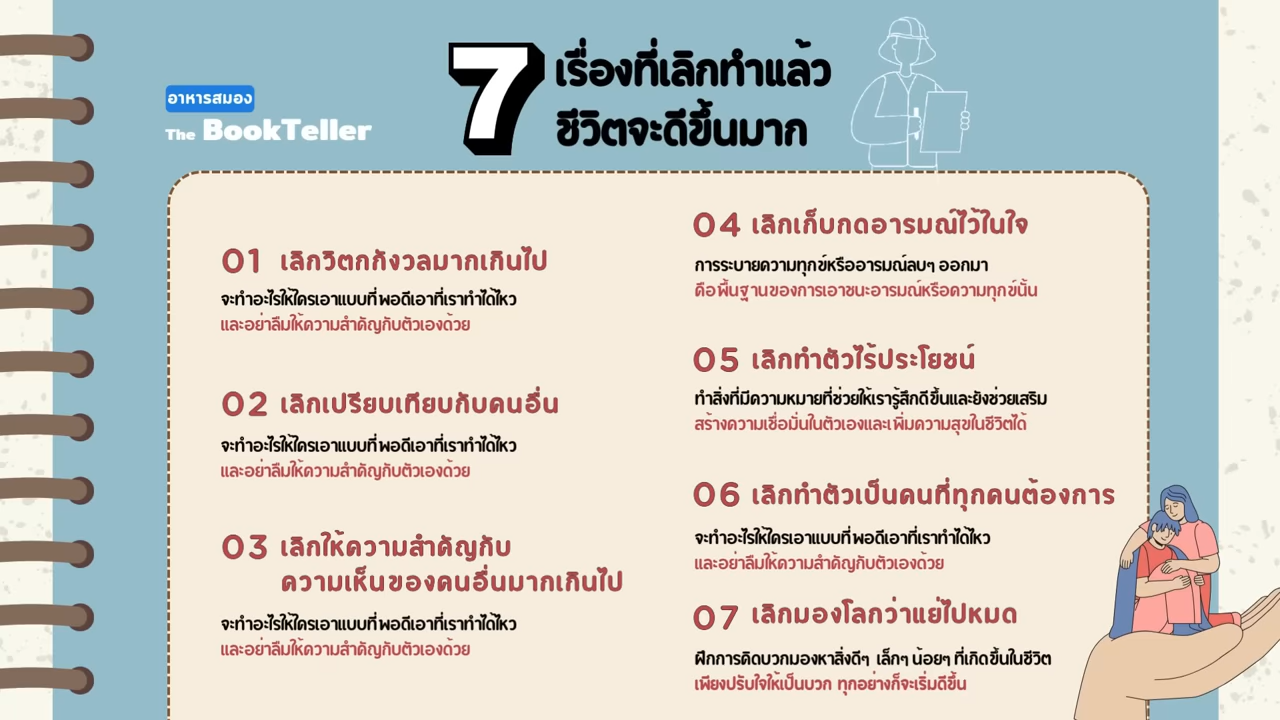 อาหารสมอง
The BookTeller
7 เรื่องที่เลิกทำแล้ว
ชีวิตจะดีขึ้นมาก
01 เลิกวิตกกังวลมากเกินไป
จะทำอะไรให้ใครเอาแบบที่พอดีเอาที่เราทำได้ไหว
และอย่าลืมให้ความสำคัญกับตัวเองด้วย
02 เลิกเปรียบเทียบกับคนอื่น
จะทำอะไรให้ใครเอาแบบที่พอดีเอาที่เราทำได้ไหว
และอย่าลืมให้ความสำคัญกับตัวเองด้วย
03 เลิกให้ความสำคัญกับ
ความเห็นของคนอื่นมากเกินไป
จะทำอะไรให้ใครเอาแบบที่พอดีเอาที่เราทำได้ไหว
และอย่าลืมให้ความสำคัญกับตัวเองด้วย
04 เลิกเก็บกดอารมณ์ไว้ในใจ
การระบายความทุกข์หรืออารมณ์ลบๆ ออกมา
คือพื้นฐานของการเอาชนะอารมณ์หรือความทุกข์นั้น
05 เลิกทำตัวไร้ประโยชน์
ทำสิ่งที่มีความหมายที่ช่วยให้เรารู้สึกดีขึ้นและยังช่วยเสริม
สร้างความเชื่อมั่นในตัวเองและเพิ่มความสุขในชีวิตได้
06 เลิกทำตัวเป็นคนที่ทุกคนต้องการ
จะทำอะไรให้ใครเอาแบบที่พอดีเอาที่เราทำได้ไหว
และอย่าลืมให้ความสำคัญกับตัวเองด้วย
07 เลิกมองโลกว่าแย่ไปหมด
ฝึกการคิดบวกมองหาสิ่งดีๆ เล็กๆ น้อยๆ ที่เกิดขึ้นในชีวิต
เพียงปรับใจให้เป็นบวก ทุกอย่างก็จะเริ่มดีขึ้น